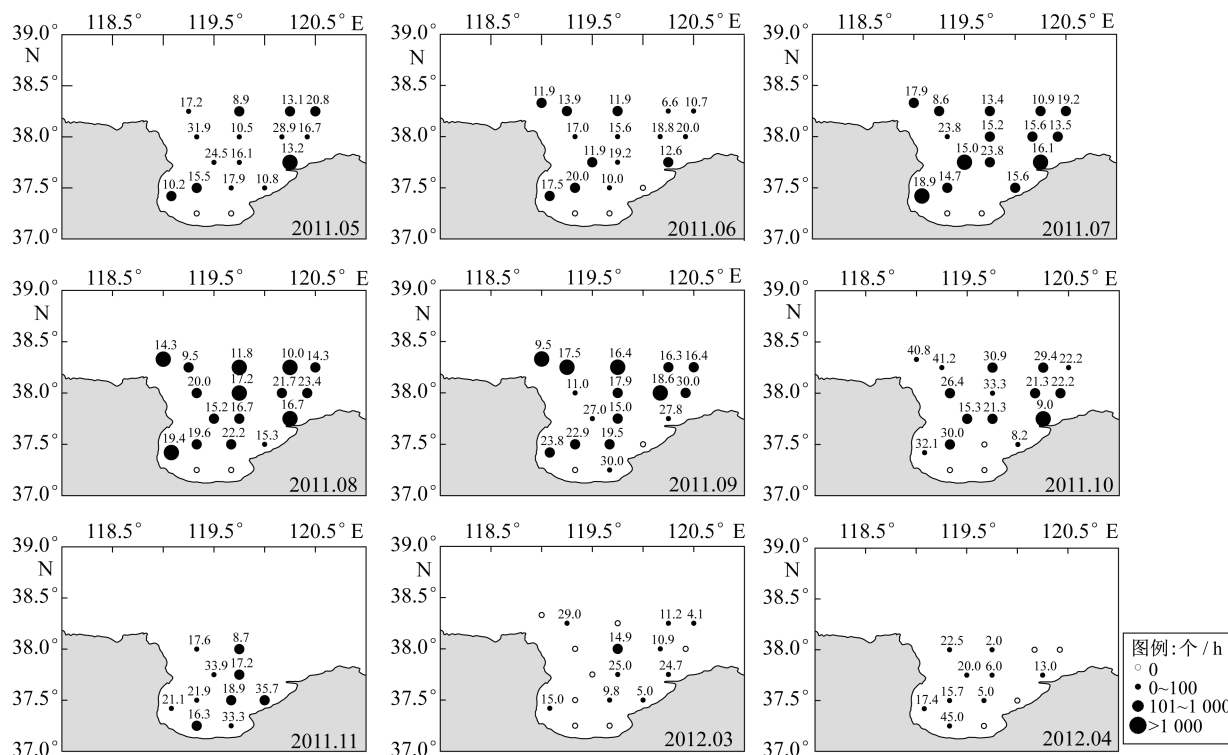 118.5° 119.5° 120.5° E
39.0°
N
38.5°
17.2 8.9 13.1 20.8
38.0°
31.9 10.5 28.9 16.7
24.5 16.1 13.2
37.5°
10.2 15.5 17.9 10.8
37.0°
2011.05
118.5° 119.5° 120.5° E
39.0°
N
38.5°
11.9 13.9 11.9 6.6 10.7
38.0°
17.0 15.6 18.8 20.0
11.9 19.2 12.6
37.5°
17.5 20.0 10.0
37.0°
2011.06
118.5° 119.5° 120.5° E
39.0°
N
38.5°
17.9 8.6 13.4 10.9 19.2
38.0°
23.8 15.2 15.6 13.5
15.0 23.8 16.1
37.5°
18.9 14.7 15.6
37.0°
2011.07
118.5° 119.5° 120.5° E
39.0°
N
38.5°
14.3 9.5 11.8 10.0 14.3
38.0°
20.0 17.2 21.7 23.4
15.2 16.7 16.7
37.5°
19.4 19.6 22.2 15.3
37.0°
2011.08
118.5° 119.5° 120.5° E
39.0°
N
38.5°
9.5 17.5 16.4 16.3 16.4
38.0°
11.0 17.9 18.6 30.0
27.0 15.0 27.8
37.5°
23.8 22.9 19.5
30.0
37.0°
2011.09
118.5° 119.5° 120.5° E
39.0°
N
38.5°
40.8 41.2 30.9 29.4 22.2
38.0°
26.4 33.3 21.3 22.2
15.3 21.3 9.0
37.5°
32.1 30.0 8.2
37.0°
2011.10
118.5° 119.5° 120.5° E
39.0°
N
38.5°
38.0°
17.6 8.7
33.9 17.2
37.5°
21.1 21.9 18.9 35.7
16.3 33.3
37.0°
2011.11
118.5° 119.5° 120.5° E
39.0°
N
38.5°
29.0 11.2 4.1
38.0°
14.9 10.9
25.0 24.7
37.5°
15.0 9.8 5.0
37.0°
2012.03
118.5° 119.5° 120.5° E
39.0°
N
38.5°
38.0°
22.5 2.0
20.0 6.0 13.0
37.5°
17.4 15.7 5.0
45.0
37.0°
2012.04
图例:个 / h
0
0~100
101~1 000
>1 000